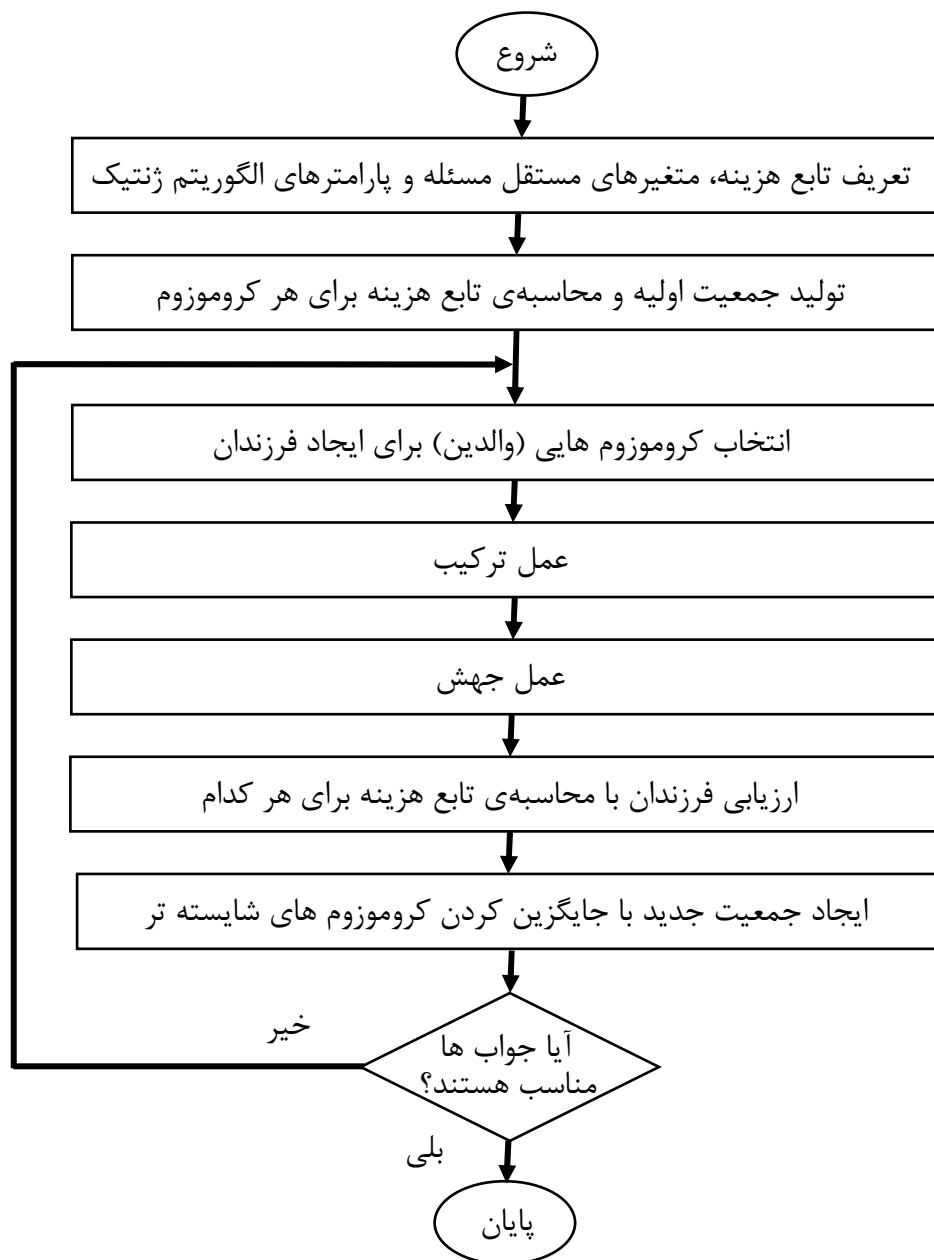 شروع
تعریف تابع هزینه، متغیرهای مستقل مسئله و پارامترهای الگوریتم ژنتیک
تولید جمعیت اولیه و محاسبه‌ی تابع هزینه برای هر کروموزوم
انتخاب کروموزوم هایی (والدین) برای ایجاد فرزندان
عمل ترکیب
عمل جهش
ارزیابی فرزندان با محاسبه‌ی تابع هزینه برای هر کدام
ایجاد جمعیت جدید با جایگزین کردن کروموزوم های شایسته تر
خیر
آیا جواب ها
مناسب هستند؟
بلی
پایان